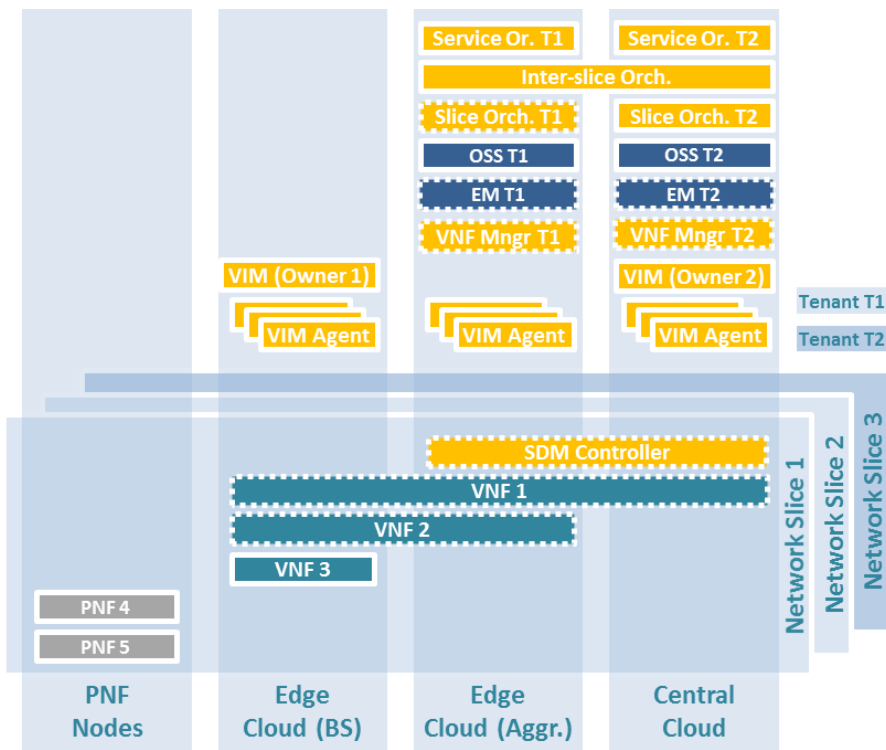 Service Or. T1
Service Or. T2
Inter-slice Orch.
Slice Orch. T1
Slice Orch. T2
OSS T1
OSS T2
EM T1
EM T2
VNF Mngr T1
VNF Mngr T2
VIM (Owner 1)
VIM (Owner 2)
VIM Agent
VIM Agent
VIM Agent
Tenant T1
Tenant T2
SDM Controller
VNF 1
VNF 2
VNF 3
PNF 4
PNF 5
Network Slice 1
Network Slice 2
Network Slice 3
PNF
Nodes
Edge
Cloud (BS)
Edge
Cloud (Aggr.)
Central
Cloud